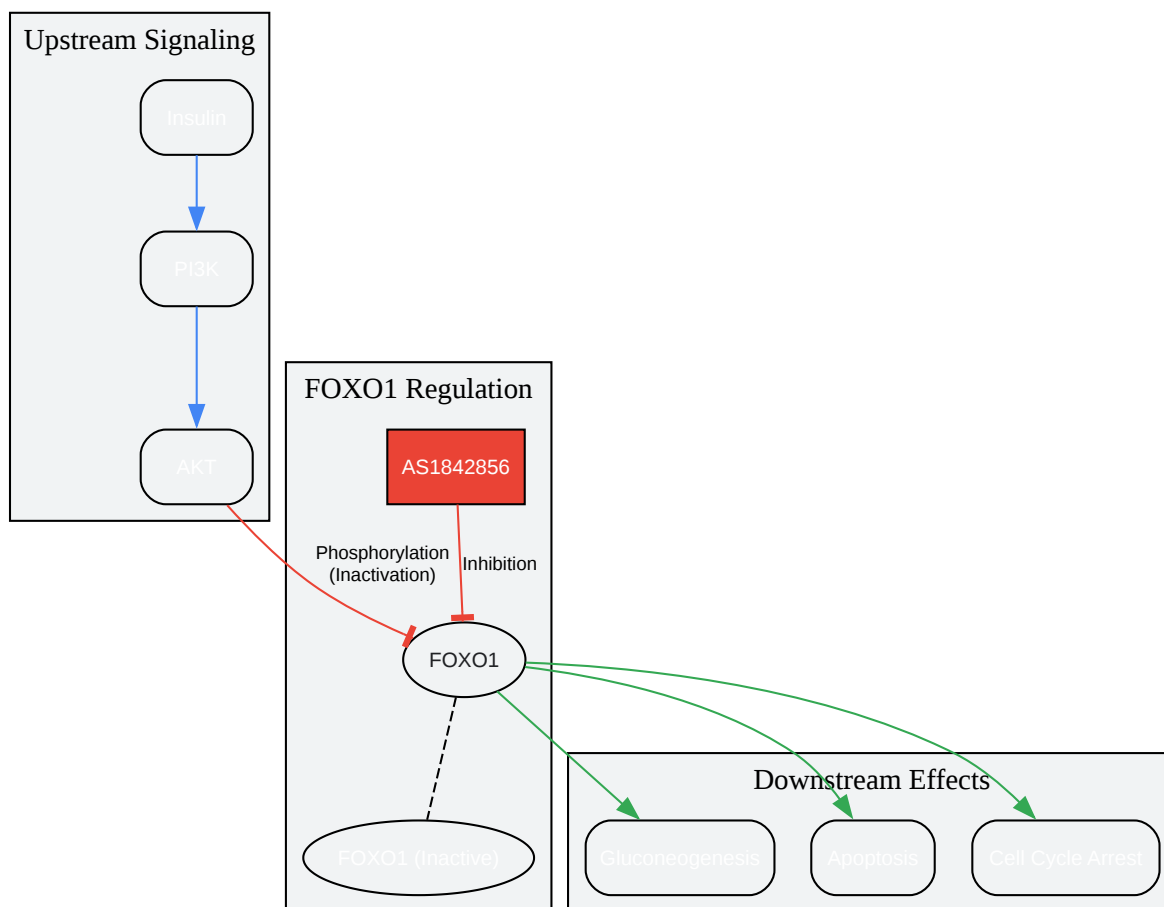 Upstream Signaling
Insulin
PI3K
AKT
FOXO1 Regulation
AS1842856
Phosphorylation
(Inactivation)
Inhibition
FOXO1
FOXO1 (Inactive)
Downstream Effects
Gluconeogenesis
Apoptosis
Cell Cycle Arrest